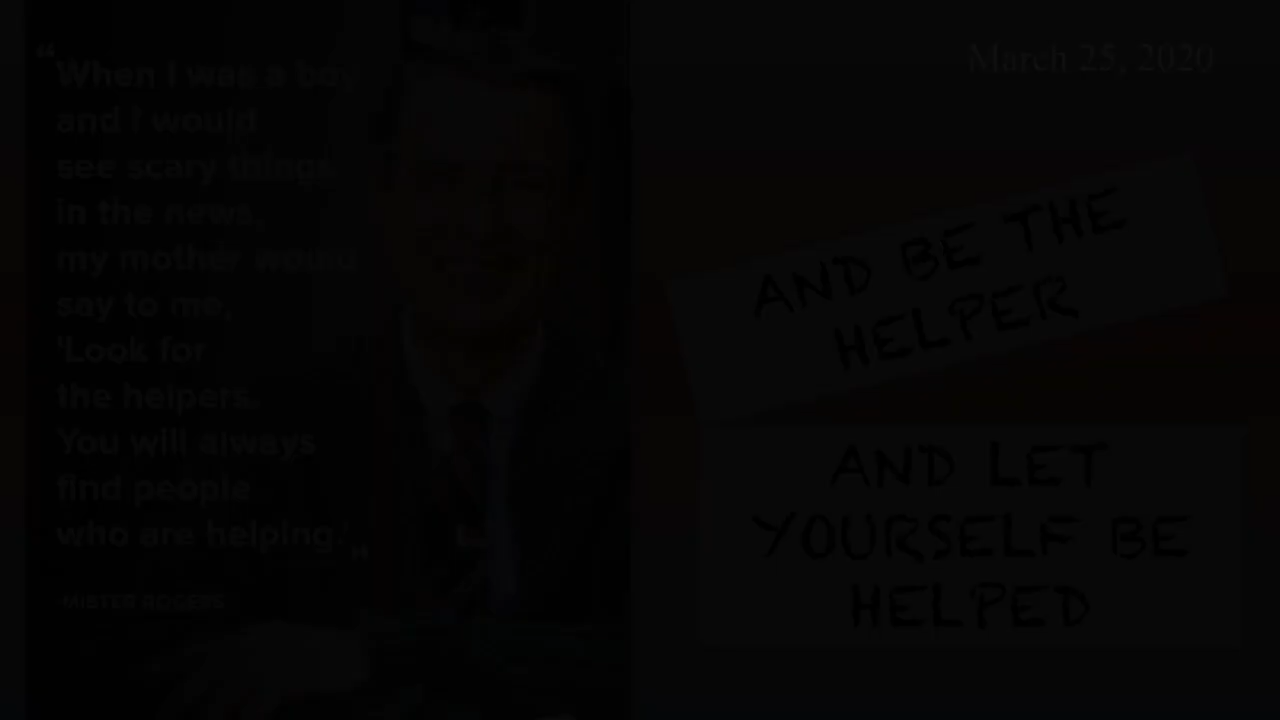 "When I was a boy
and I would
see scary things
in the news,
my mother would
say to me,
'Look for
the helpers.
You will always
find people
who are helping.'"
-MISTER ROGERS
March 25, 2020
AND BE THE
HELPER
AND LET
YOURSELF BE
HELPED